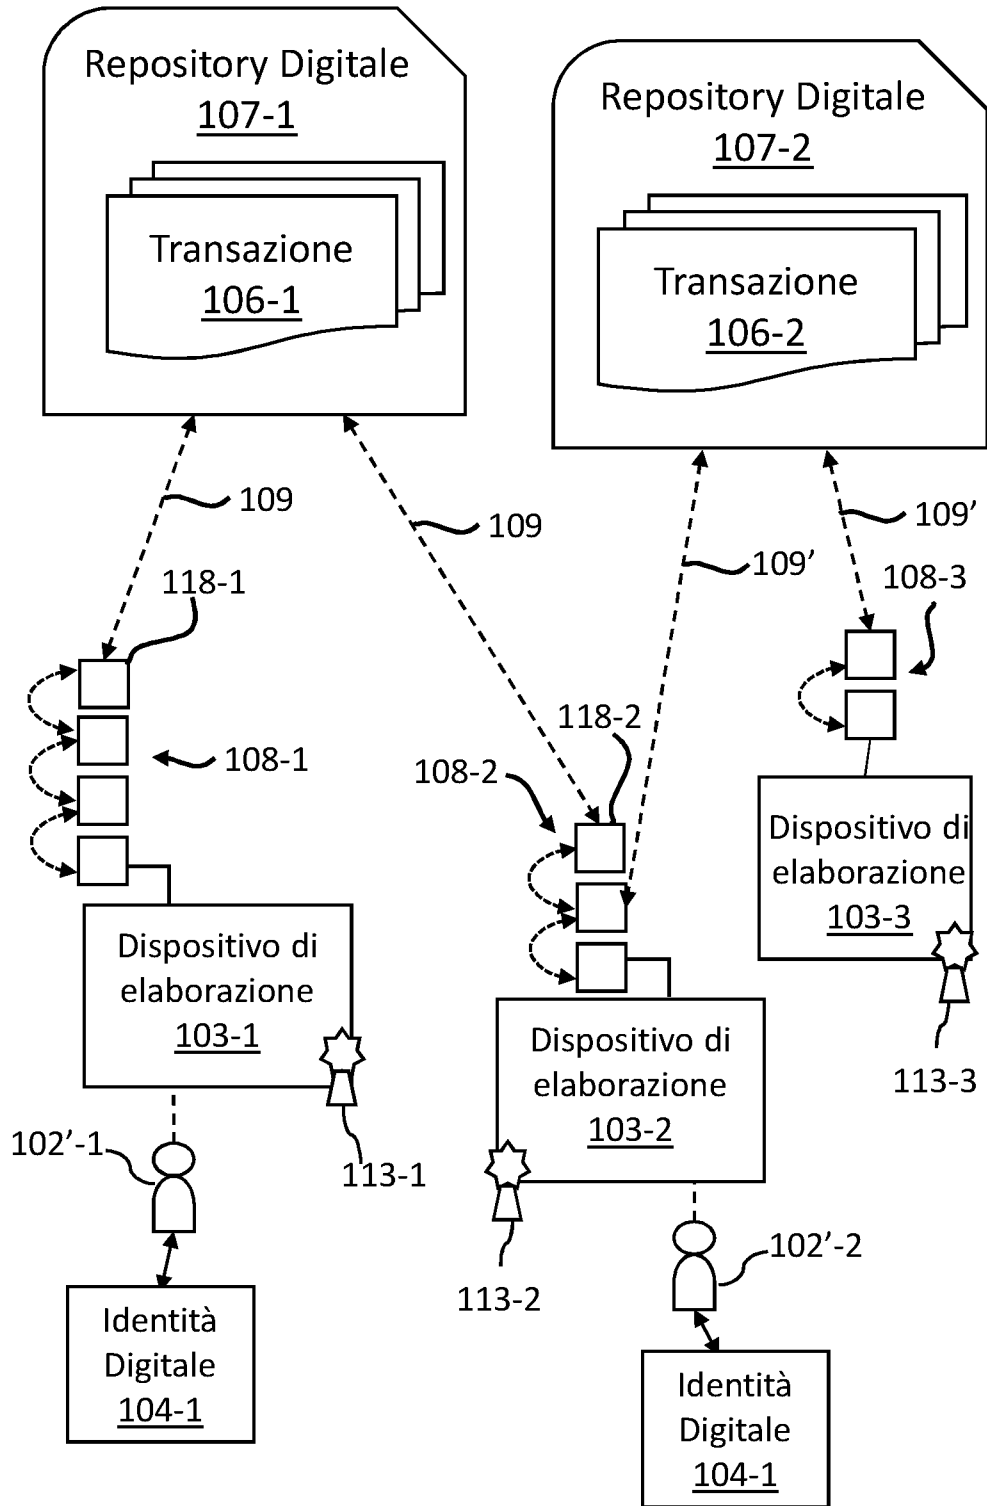 Repository Digitale
107-1
Transazione
106-1
Repository Digitale
107-2
Transazione
106-2
109
109
109’
109’
118-1
108-3
118-2
108-1
108-2
Dispositivo di
elaborazione
103-3
Dispositivo di
elaborazione
103-1
Dispositivo di
elaborazione
103-2
113-3
102’-1
113-1
102’-2
113-2
Identità
Digitale
104-1
Identità
Digitale
104-1